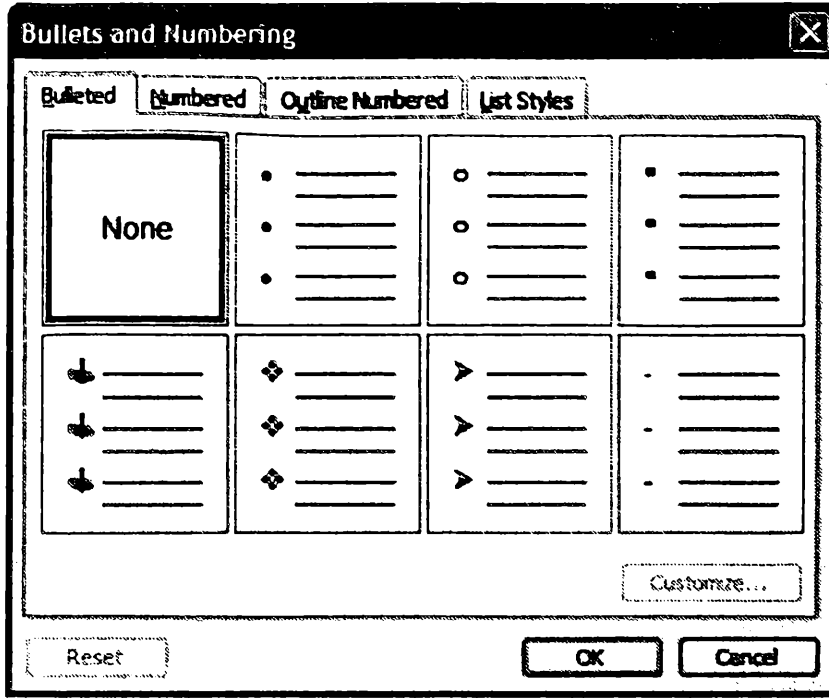 Bullets and Numbering
Bulleted Numbered Outline Numbered List Styles
None
Customize...
Reset OK Cancel